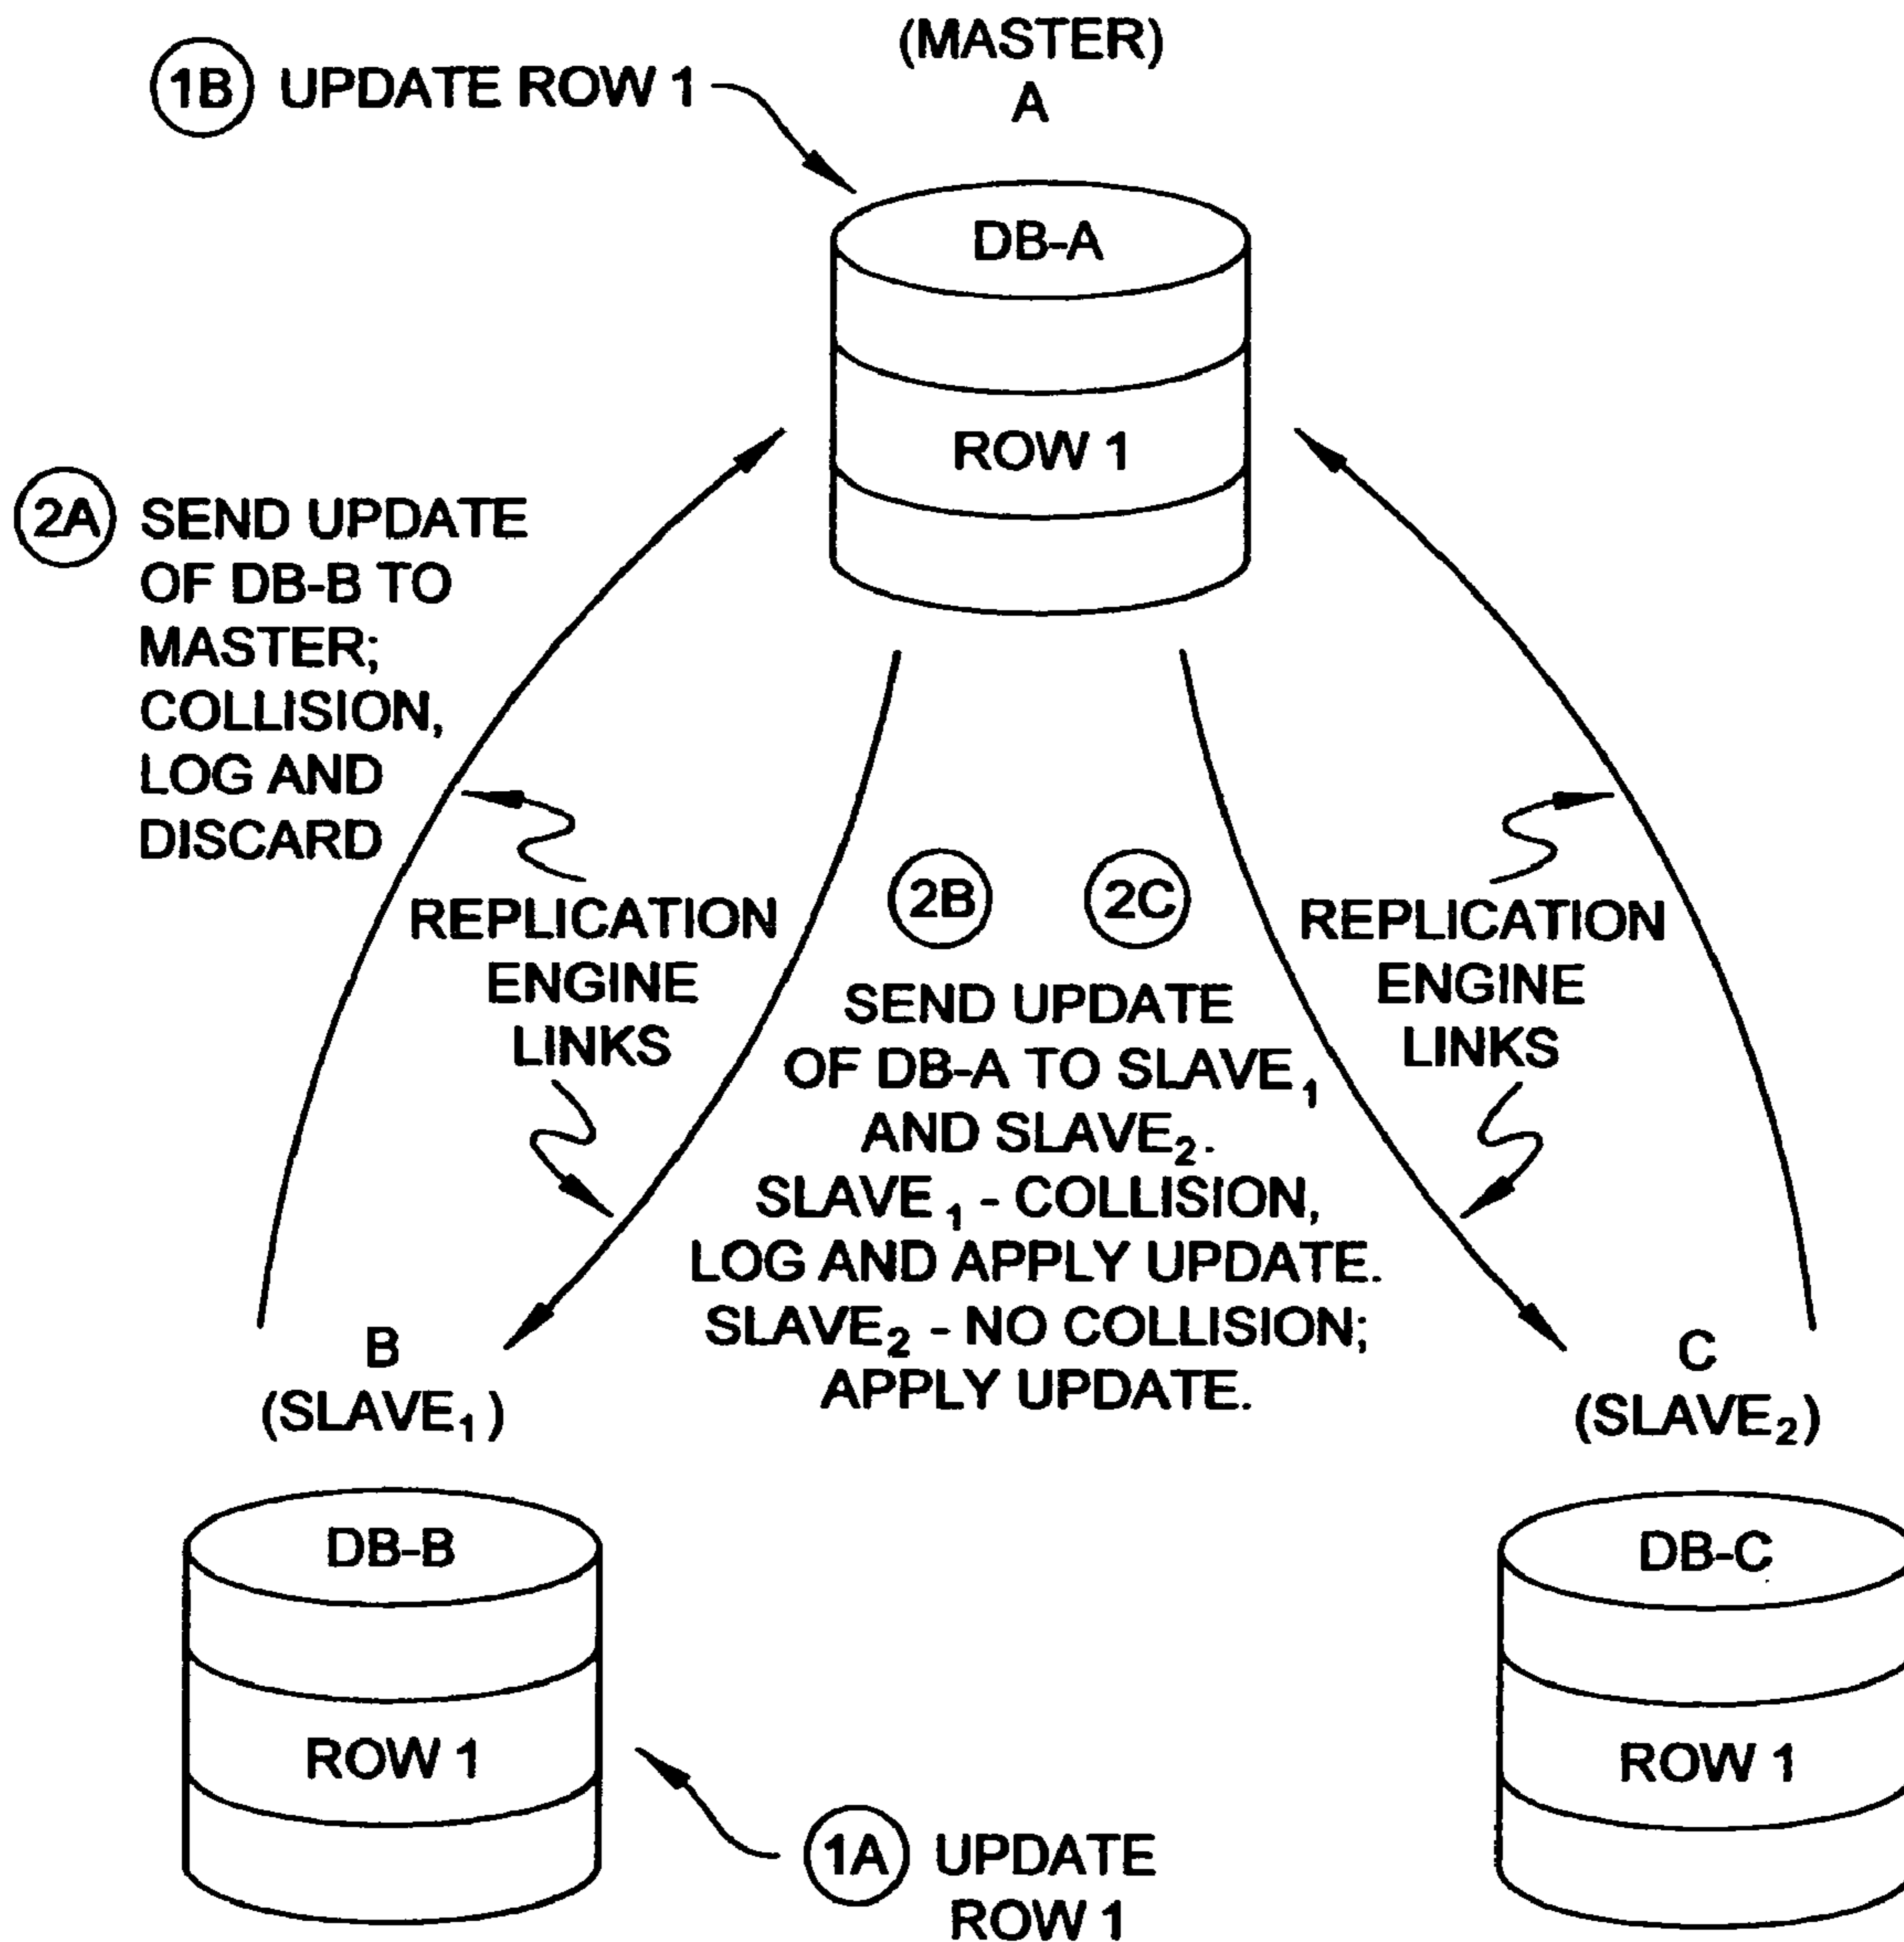 (MASTER)
A
1B UPDATE ROW 1
DB-A
ROW 1
2A SEND UPDATE
OF DB-B TO
MASTER;
COLLISION,
LOG AND
DISCARD
REPLICATION
ENGINE
LINKS
2B 2C
SEND UPDATE
OF DB-A TO SLAVE₁
AND SLAVE₂.
SLAVE₁ - COLLISION,
LOG AND APPLY UPDATE.
SLAVE₂ - NO COLLISION;
APPLY UPDATE.
REPLICATION
ENGINE
LINKS
B
(SLAVE₁)
C
(SLAVE₂)
DB-B
ROW 1
DB-C
ROW 1
1A UPDATE
ROW 1